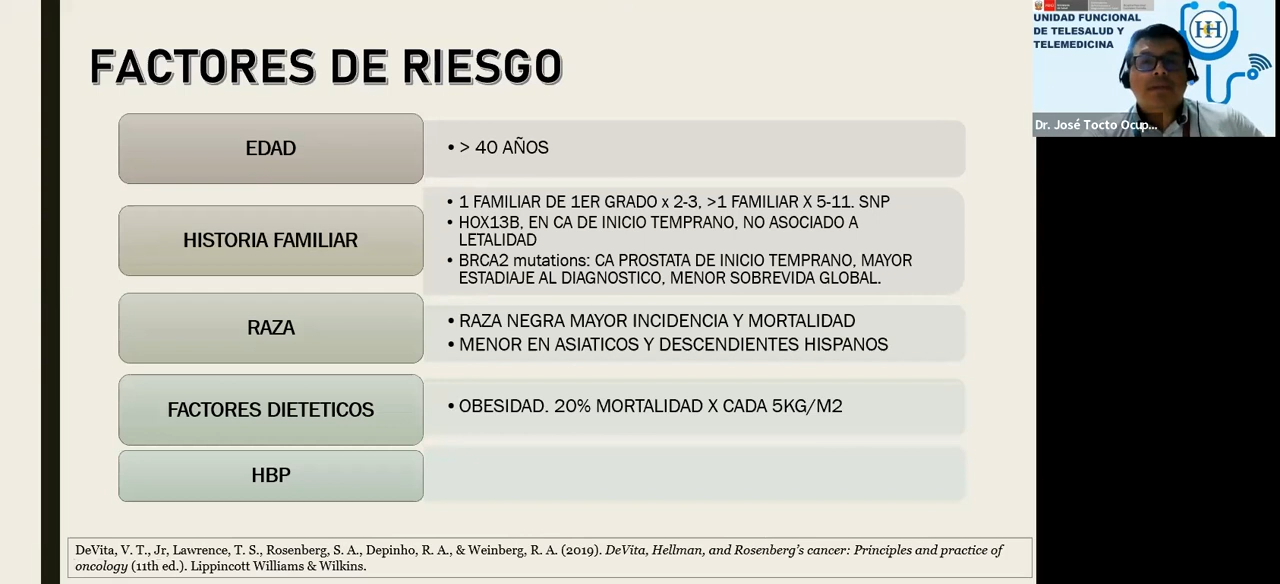 FACTORES DE RIESGO
UNIDAD FUNCIONAL
DE TELESALUD Y
TELEMEDICINA
HH
Dr. José Tocto Ocup...
EDAD
• > 40 AÑOS
HISTORIA FAMILIAR
• 1 FAMILIAR DE 1ER GRADO x 2-3, >1 FAMILIAR X 5-11. SNP
• HOX13B, EN CA DE INICIO TEMPRANO, NO ASOCIADO A
LETALIDAD
• BRCA2 mutations: CA PROSTATA DE INICIO TEMPRANO, MAYOR
ESTADIAJE AL DIAGNOSTICO, MENOR SOBREVIDA GLOBAL.
RAZA
• RAZA NEGRA MAYOR INCIDENCIA Y MORTALIDAD
• MENOR EN ASIATICOS Y DESCENDIENTES HISPANOS
FACTORES DIETETICOS
• OBESIDAD. 20% MORTALIDAD X CADA 5KG/M2
HBP
DeVita, V. T., Jr, Lawrence, T. S., Rosenberg, S. A., Depinho, R. A., & Weinberg, R. A. (2019). DeVita, Hellman, and Rosenberg's cancer: Principles and practice of
oncology (11th ed.). Lippincott Williams & Wilkins.